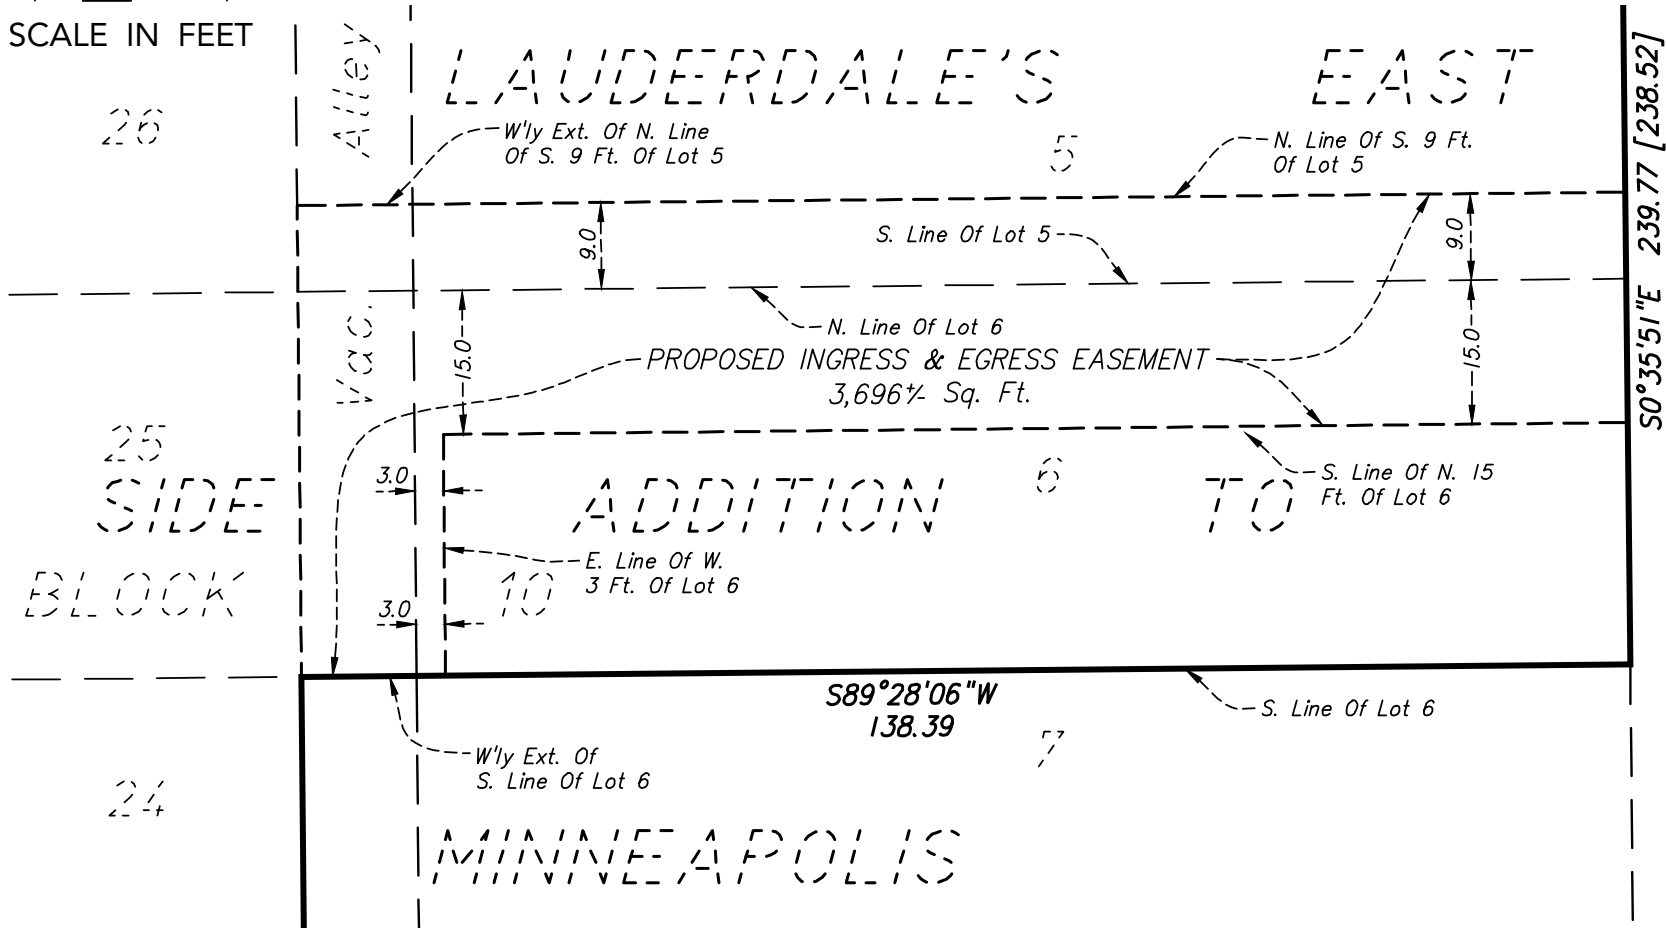 SCALE IN FEET
Alley
LAUDERDALE'S EAST
26
W'ly Ext. Of N. Line
Of S. 9 Ft. Of Lot 5
5
N. Line Of S. 9 Ft.
Of Lot 5
S0°35'51"E 239.77 [238.52]
9.0
S. Line Of Lot 5
9.0
Vac.
15.0
N. Line Of Lot 6
15.0
PROPOSED INGRESS & EGRESS EASEMENT
3,696+/- Sq. Ft.
25
3.0
6
S. Line Of N. 15
Ft. Of Lot 6
SIDE ADDITION TO
E. Line Of W.
3 Ft. Of Lot 6
BLOCK 10
3.0
S89°28'06"W
138.39
S. Line Of Lot 6
7
W'ly Ext. Of
S. Line Of Lot 6
24
MINNEAPOLIS